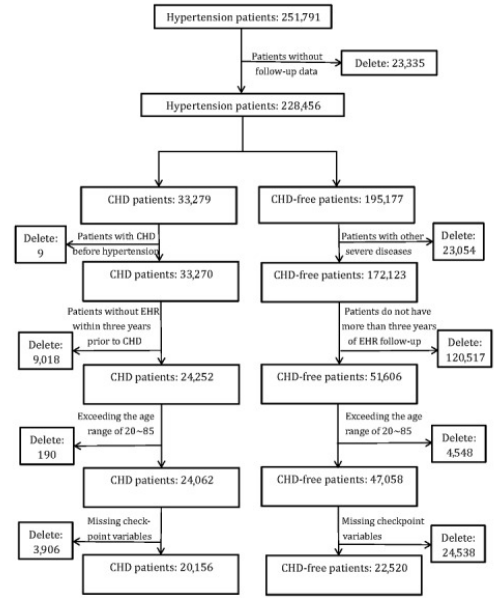 Hypertension patients: 251,791
Patients without
follow-up data
Delete: 23,335
Hypertension patients: 228,456
CHD patients: 33,279
CHD-free patients: 195,177
Delete:
9
Patients with CHD
before hypertension
Patients with other
severe diseases
Delete:
23,054
CHD patients: 33,270
CHD-free patients: 172,123
Patients without EHR
within three years
prior to CHD
Delete:
9,018
Patients do not have
more than three years
of EHR follow-up
Delete:
120,517
CHD patients: 24,252
CHD-free patients: 51,606
Delete:
190
Exceeding the age
range of 20~85
Exceeding the age
range of 20~85
Delete:
4,548
CHD patients: 24,062
CHD-free patients: 47,058
Delete:
3,906
Missing check-
point variables
Missing checkpoint
variables
Delete:
24,538
CHD patients: 20,156
CHD-free patients: 22,520